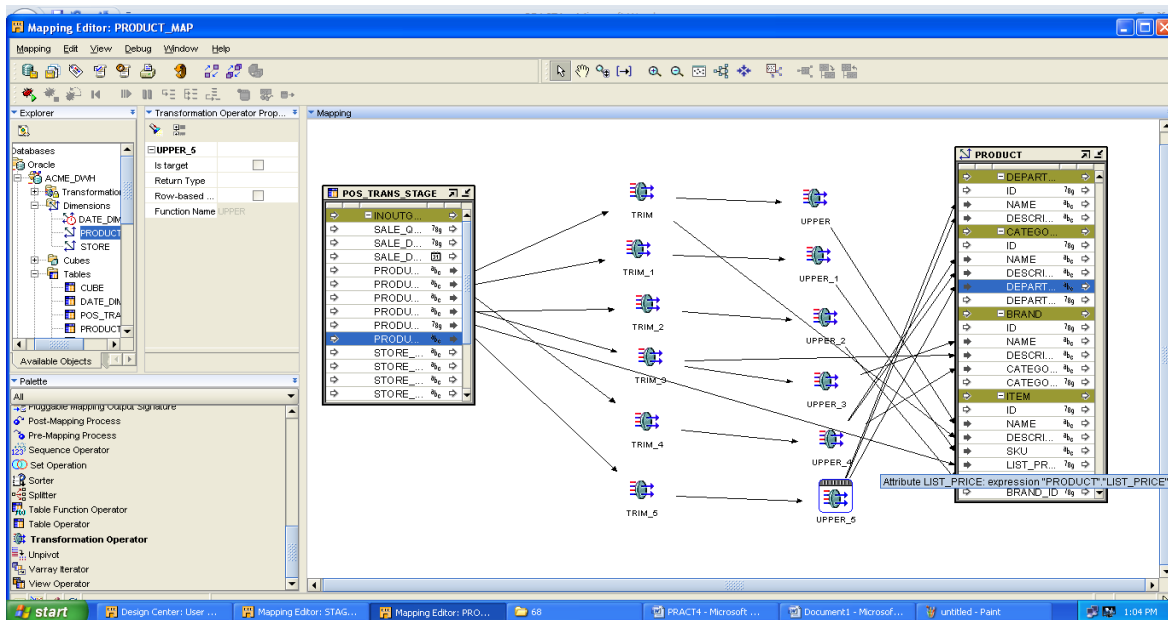 Mapping Editor: PRODUCT_MAP
Mapping Edit View Debug Window Help
Explorer
Databases
Oracle
ACME_DWH
Transformation
Dimensions
DATE_DIM
PRODUCT
STORE
Cubes
Tables
CUBE
DATE_DIM
POS_TRA
PRODUCT
Available Objects
Transformation Operator Prop...
UPPER_5
Is target
Return Type
Row-based ...
Function Name UPPER
Palette
All
Pluggable Mapping Output Signature
Post-Mapping Process
Pre-Mapping Process
Sequence Operator
Set Operation
Sorter
Splitter
Table Function Operator
Table Operator
Transformation Operator
Unpivot
Varray Iterator
View Operator
Mapping
POS_TRANS_STAGE
INOUTG...
SALE_Q...
SALE_D...
SALE_D...
PRODU...
PRODU...
PRODU...
PRODU...
PRODU...
PRODU...
STORE_...
STORE_...
STORE_...
STORE_...
TRIM
TRIM_1
TRIM_2
TRIM_3
TRIM_4
TRIM_5
UPPER
UPPER_1
UPPER_2
UPPER_3
UPPER_4
UPPER_5
PRODUCT
DEPART...
ID
NAME
DESCRI...
CATEGO...
ID
NAME
DESCRI...
DEPART...
DEPART...
BRAND
ID
NAME
DESCRI...
CATEGO...
CATEGO...
ITEM
ID
NAME
DESCRI...
SKU
LIST_PR...
Attribute LIST_PRICE: expression "PRODUCT"."LIST_PRICE"
BRAND_ID
start
Design Center: User ...
Mapping Editor: STAG...
Mapping Editor: PRO...
68
PRACT4 - Microsoft ...
Document1 - Microsof...
untitled - Paint
1:04 PM